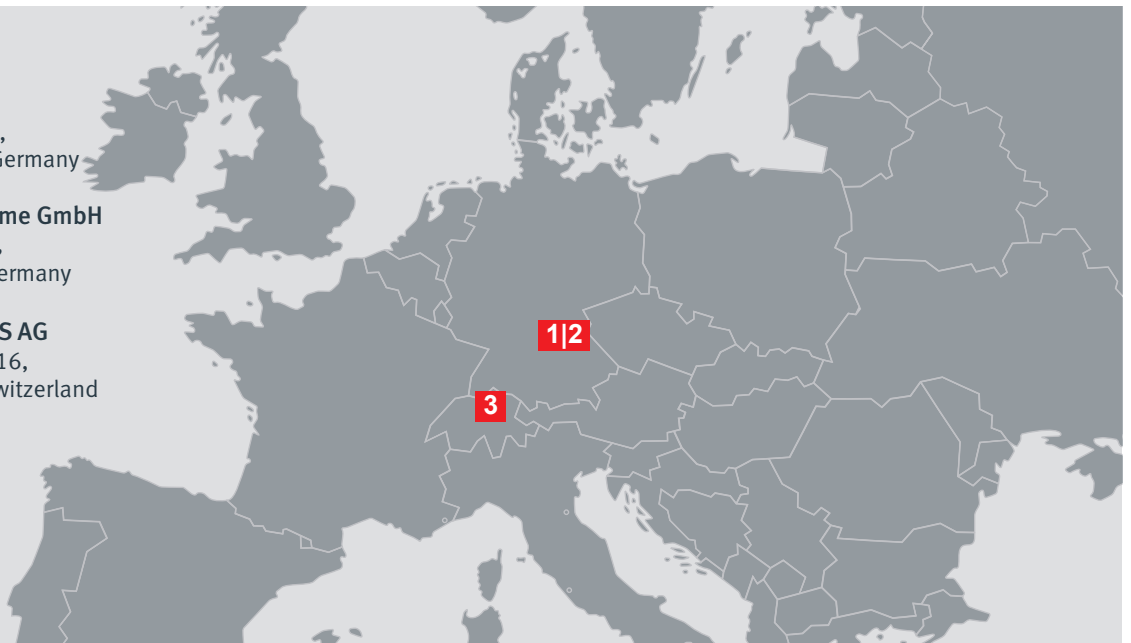 ,
Germany
me GmbH
,
ermany
S AG
16,
witzerland
1|2
3